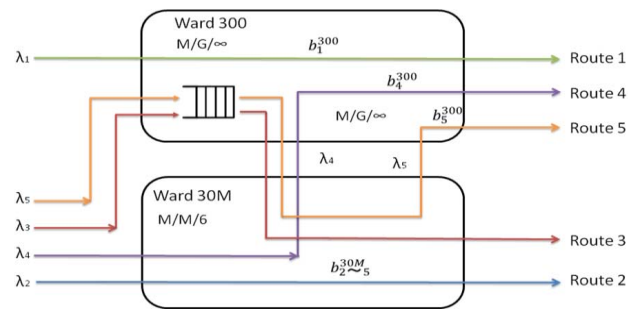 Ward 300
M/G/∞
b₁³⁰⁰
λ₁
Route 1
b₄³⁰⁰
Route 4
M/G/∞
b₅³⁰⁰
Route 5
λ₄
λ₅
λ₅
Ward 30M
λ₃
M/M/6
Route 3
λ₄
b₂~₅³⁰ᴹ
λ₂
Route 2